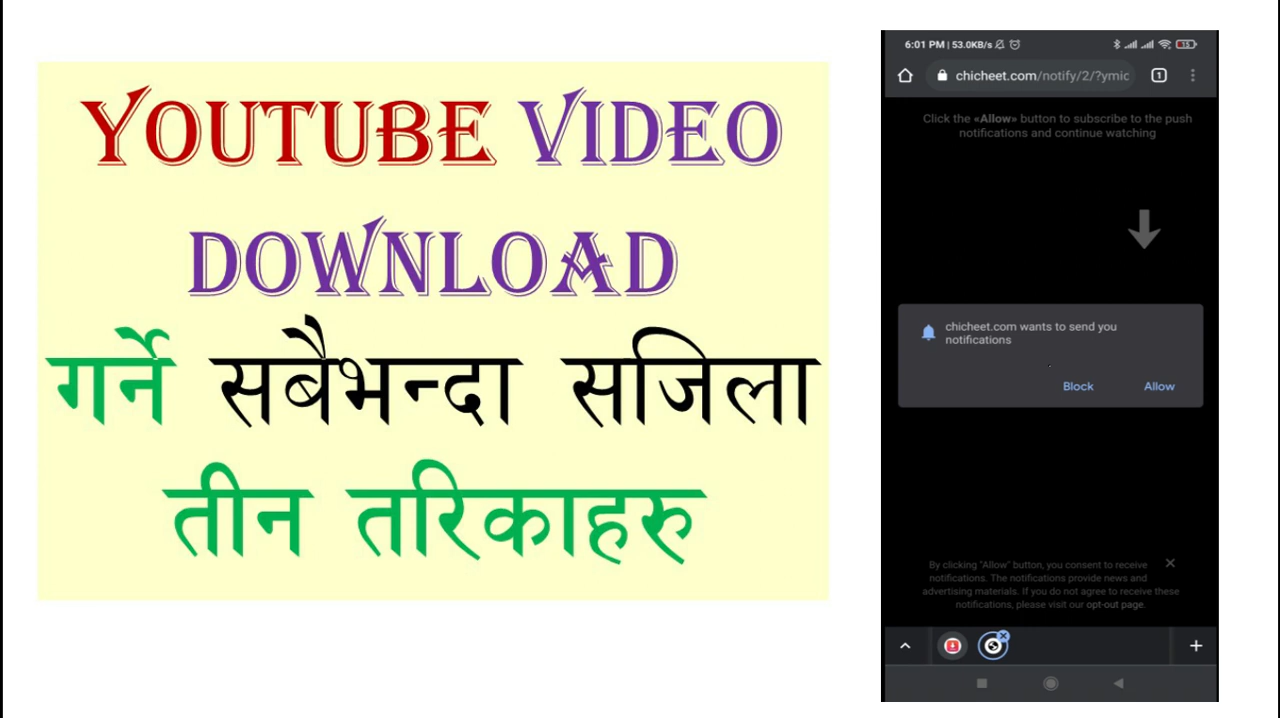 YOUTUBE VIDEO
DOWNLOAD
गर्ने सबैभन्दा सजिला
तीन तरिकाहरु
6:01 PM | 53.0KB/s
15
chicheet.com/notify/2/?ymic
1
Click the «Allow» button to subscribe to the push
notifications and continue watching
chicheet.com wants to send you
notifications
Block Allow
By clicking "Allow" button, you consent to receive
notifications. The notifications provide news and
advertising materials. If you do not agree to receive these
notifications, please visit our opt-out page.